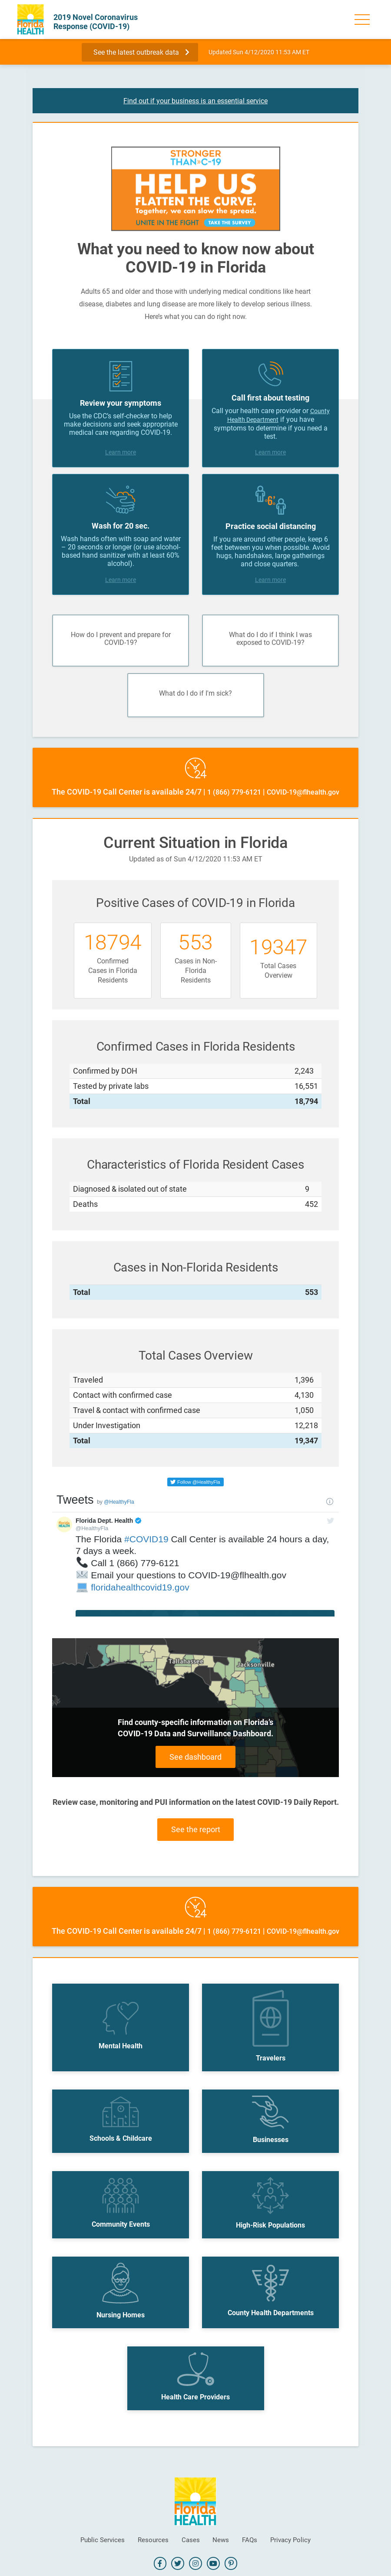 Florida
HEALTH
2019 Novel Coronavirus
Response (COVID-19)
See the latest outbreak data
Updated Sun 4/12/2020 11:53 AM ET
Find out if your business is an essential service
STRONGER
THAN C-19
HELP US
FLATTEN THE CURVE.
Together, we can slow the spread.
UNITE IN THE FIGHT
TAKE THE SURVEY
What you need to know now about
COVID-19 in Florida
Adults 65 and older and those with underlying medical conditions like heart
disease, diabetes and lung disease are more likely to develop serious illness.
Here's what you can do right now.
Review your symptoms
Use the CDC's self-checker to help
make decisions and seek appropriate
medical care regarding COVID-19.
Learn more
Call first about testing
Call your health care provider or County
Health Department if you have
symptoms to determine if you need a
test.
Learn more
Wash for 20 sec.
Wash hands often with soap and water
– 20 seconds or longer (or use alcohol-
based hand sanitizer with at least 60%
alcohol).
Learn more
6'
Practice social distancing
If you are around other people, keep 6
feet between you when possible. Avoid
hugs, handshakes, large gatherings
and close quarters.
Learn more
How do I prevent and prepare for
COVID-19?
What do I do if I think I was
exposed to COVID-19?
What do I do if I'm sick?
24
The COVID-19 Call Center is available 24/7 | 1 (866) 779-6121 | COVID-19@flhealth.gov
Current Situation in Florida
Updated as of Sun 4/12/2020 11:53 AM ET
Positive Cases of COVID-19 in Florida
18794
Confirmed
Cases in Florida
Residents
553
Cases in Non-
Florida
Residents
19347
Total Cases
Overview
Confirmed Cases in Florida Residents
Confirmed by DOH 2,243
Tested by private labs 16,551
Total 18,794
Characteristics of Florida Resident Cases
Diagnosed & isolated out of state 9
Deaths 452
Cases in Non-Florida Residents
Total 553
Total Cases Overview
Traveled 1,396
Contact with confirmed case 4,130
Travel & contact with confirmed case 1,050
Under Investigation 12,218
Total 19,347
Follow @HealthyFla
Tweets by @HealthyFla
Florida Dept. Health
@HealthyFla
The Florida #COVID19 Call Center is available 24 hours a day,
7 days a week.
Call 1 (866) 779-6121
Email your questions to COVID-19@flhealth.gov
floridahealthcovid19.gov
Tallahassee
Jacksonville
Find county-specific information on Florida's
COVID-19 Data and Surveillance Dashboard.
See dashboard
Review case, monitoring and PUI information on the latest COVID-19 Daily Report.
See the report
24
The COVID-19 Call Center is available 24/7 | 1 (866) 779-6121 | COVID-19@flhealth.gov
Mental Health
Travelers
Schools & Childcare
Businesses
Community Events
High-Risk Populations
Nursing Homes
County Health Departments
Health Care Providers
Florida
HEALTH
Public Services Resources Cases News FAQs Privacy Policy